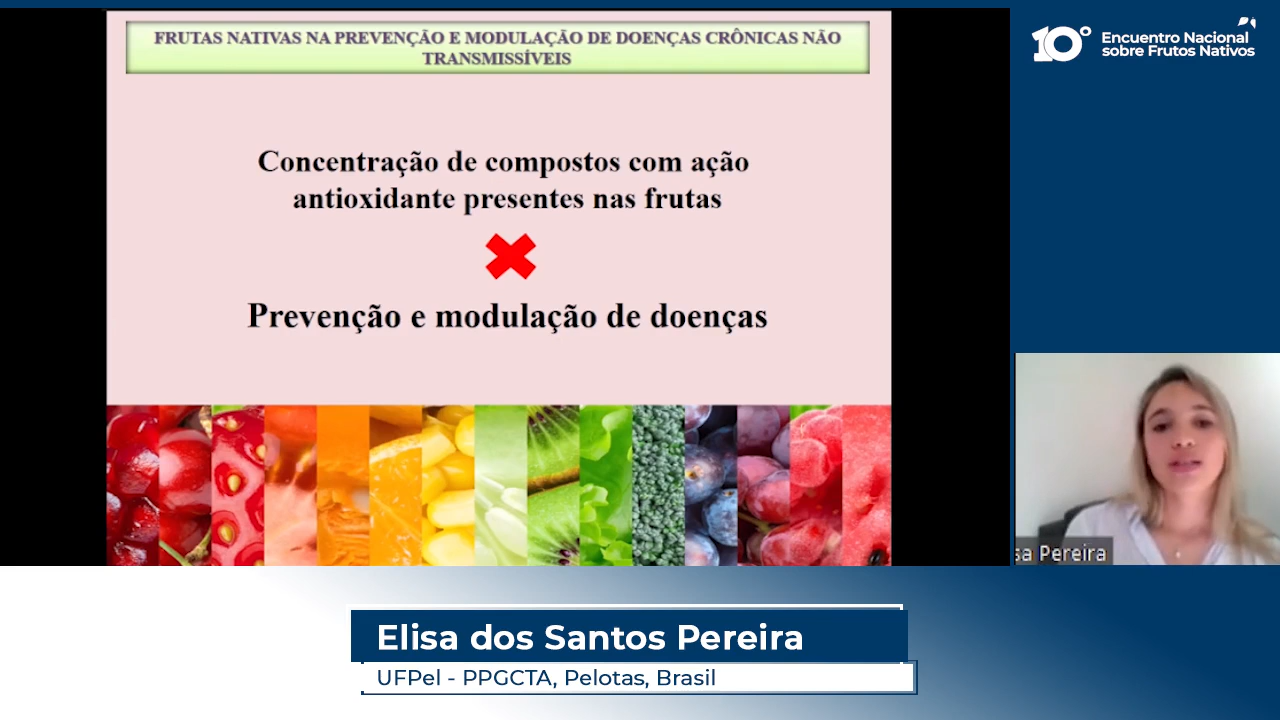 FRUTAS NATIVAS NA PREVENÇÃO E MODULAÇÃO DE DOENÇAS CRÔNICAS NÃO
TRANSMISSÍVEIS
10º Encuentro Nacional
sobre Frutos Nativos
Concentração de compostos com ação
antioxidante presentes nas frutas
Prevenção e modulação de doenças
sa Pereira
Elisa dos Santos Pereira
UFPel - PPGCTA, Pelotas, Brasil